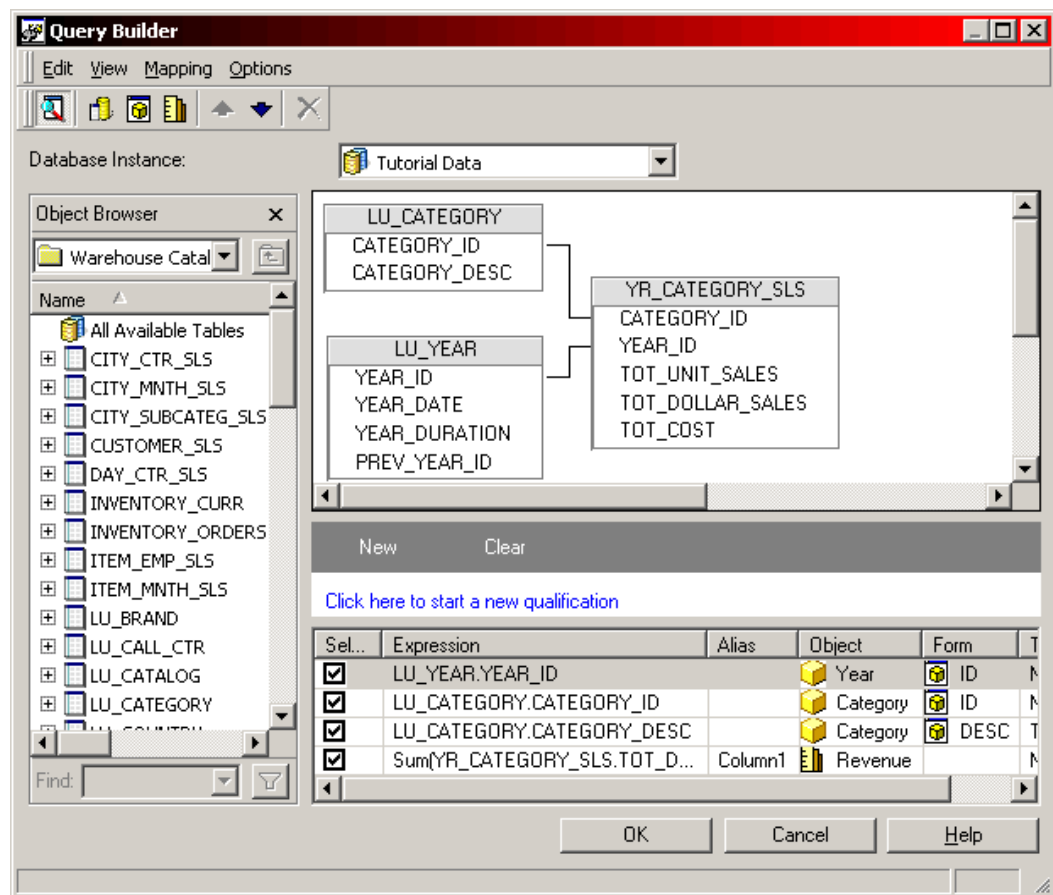 Query Builder
Edit View Mapping Options
Database Instance:
Tutorial Data
Object Browser
Warehouse Catal
Name
All Available Tables
CITY_CTR_SLS
CITY_MNTH_SLS
CITY_SUBCATEG_SLS
CUSTOMER_SLS
DAY_CTR_SLS
INVENTORY_CURR
INVENTORY_ORDERS
ITEM_EMP_SLS
ITEM_MNTH_SLS
LU_BRAND
LU_CALL_CTR
LU_CATALOG
LU_CATEGORY
Find:
LU_CATEGORY
CATEGORY_ID
CATEGORY_DESC
LU_YEAR
YEAR_ID
YEAR_DATE
YEAR_DURATION
PREV_YEAR_ID
YR_CATEGORY_SLS
CATEGORY_ID
YEAR_ID
TOT_UNIT_SALES
TOT_DOLLAR_SALES
TOT_COST
New Clear
Click here to start a new qualification
Sel... Expression Alias Object Form T
LU_YEAR.YEAR_ID Year ID
LU_CATEGORY.CATEGORY_ID Category ID
LU_CATEGORY.CATEGORY_DESC Category DESC T
Sum(YR_CATEGORY_SLS.TOT_D... Column1 Revenue
OK Cancel Help